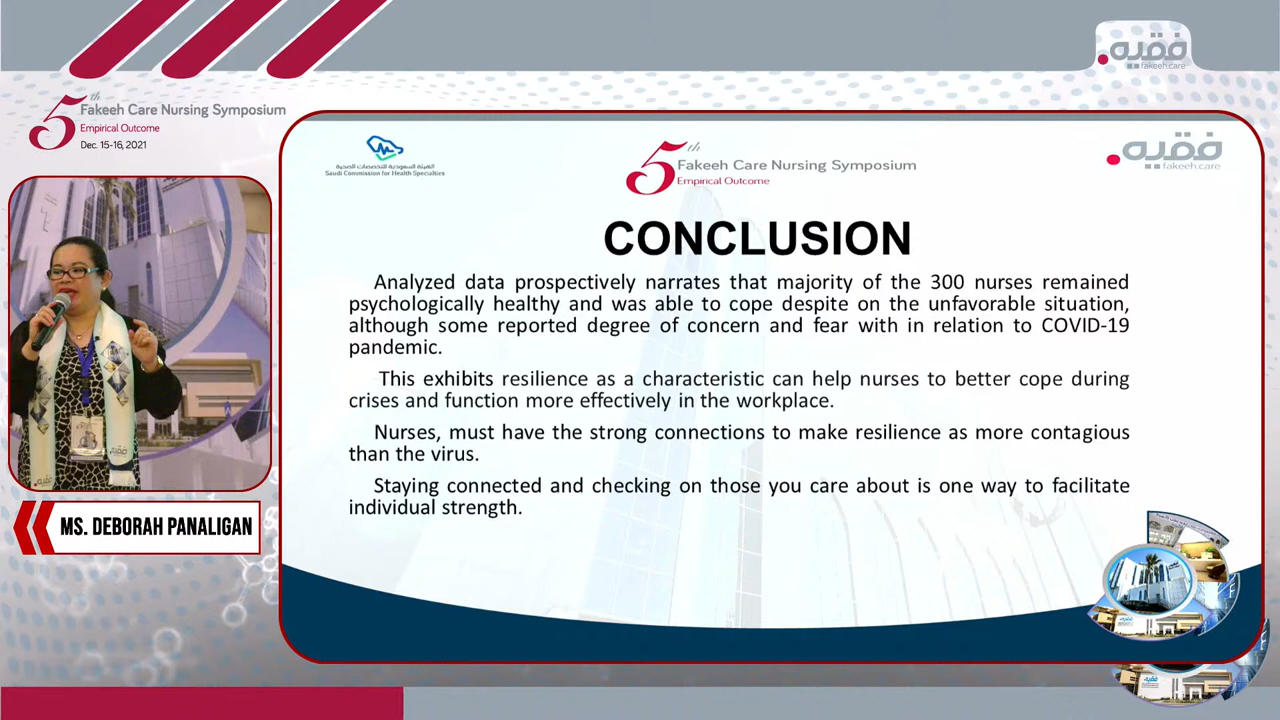 فقيه
fakeeh.care
5th
Fakeeh Care Nursing Symposium
Empirical Outcome
Dec. 15-16, 2021
الهيئة السعودية للتخصصات الصحية
Saudi Commission for Health Specialties
5th
Fakeeh Care Nursing Symposium
Empirical Outcome
فقيه
fakeeh.care
CONCLUSION
Analyzed data prospectively narrates that majority of the 300 nurses remained
psychologically healthy and was able to cope despite on the unfavorable situation,
although some reported degree of concern and fear with in relation to COVID-19
pandemic.
This exhibits resilience as a characteristic can help nurses to better cope during
crises and function more effectively in the workplace.
Nurses, must have the strong connections to make resilience as more contagious
than the virus.
Staying connected and checking on those you care about is one way to facilitate
individual strength.
MS. DEBORAH PANALIGAN